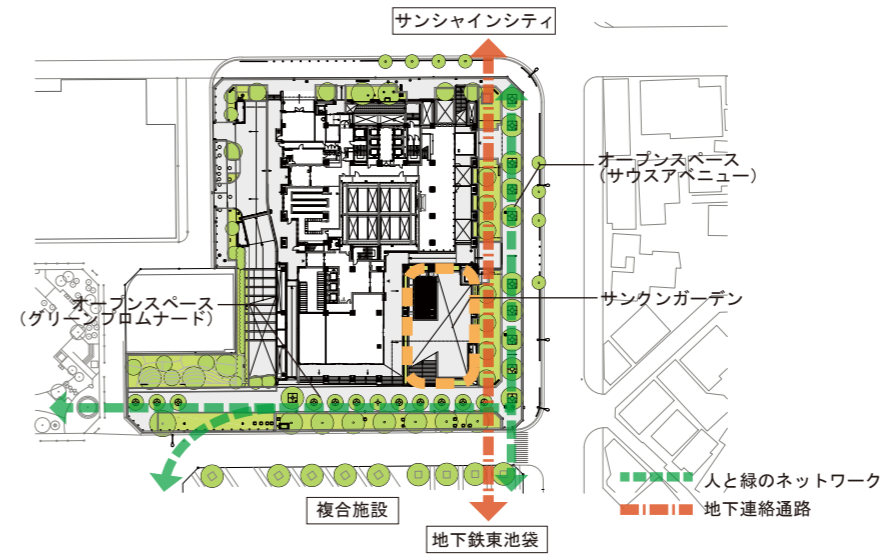 サンシャインシティ
オープンスペース
（サウスアベニュー）
サンクンガーデン
オープンスペース
（グリーンプロムナード）
人と緑のネットワーク
地下連絡通路
複合施設
地下鉄東池袋